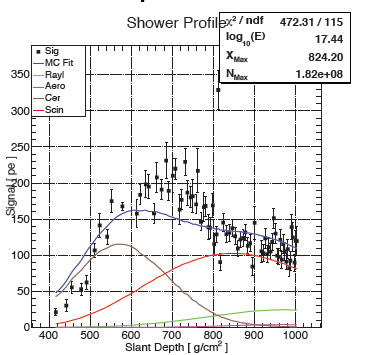 Shower Profile
χ² / ndf 472.31 / 115
log₁₀(E) 17.44
X_Max 824.20
N_Max 1.82e+08
Sig
MC Fit
Rayl
Aero
Cer
Scin
Signal [ pe ]
350
300
250
200
150
100
50
0
400 500 600 700 800 900 1000
Slant Depth [ g/cm² ]